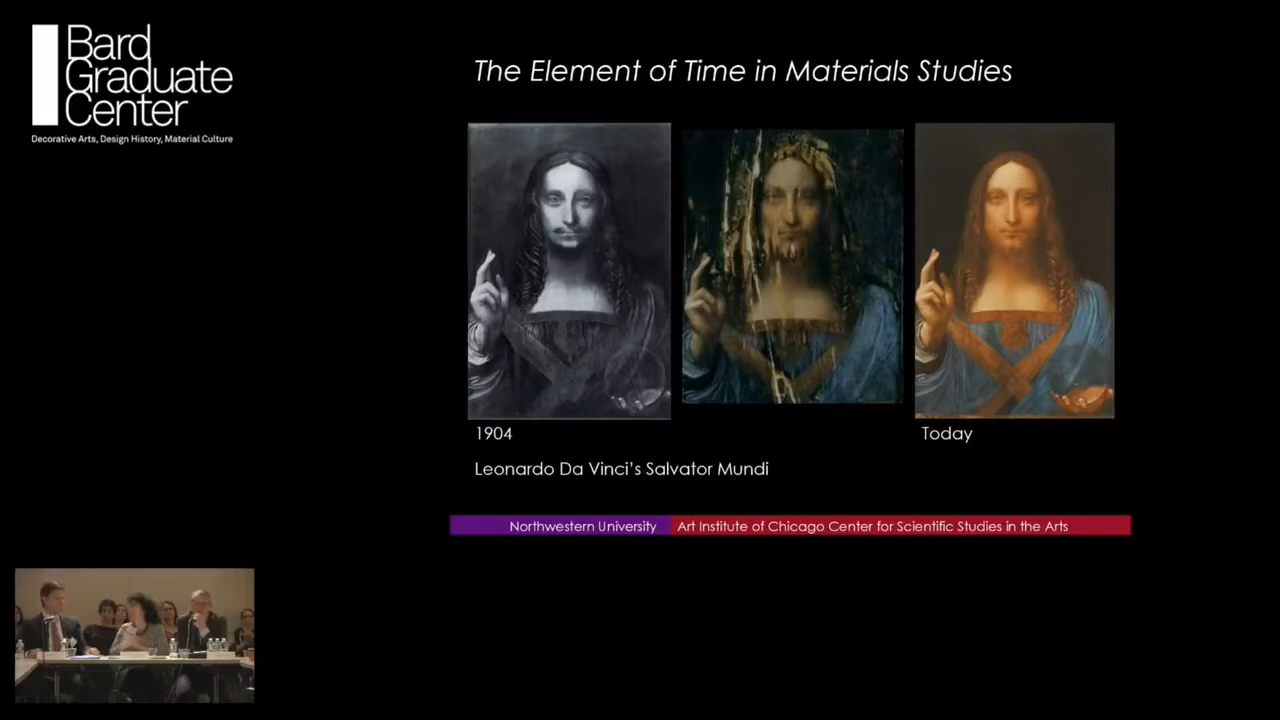 Bard
Graduate
Center
Decorative Arts, Design History, Material Culture
The Element of Time in Materials Studies
1904
Today
Leonardo Da Vinci's Salvator Mundi
Northwestern University
Art Institute of Chicago Center for Scientific Studies in the Arts